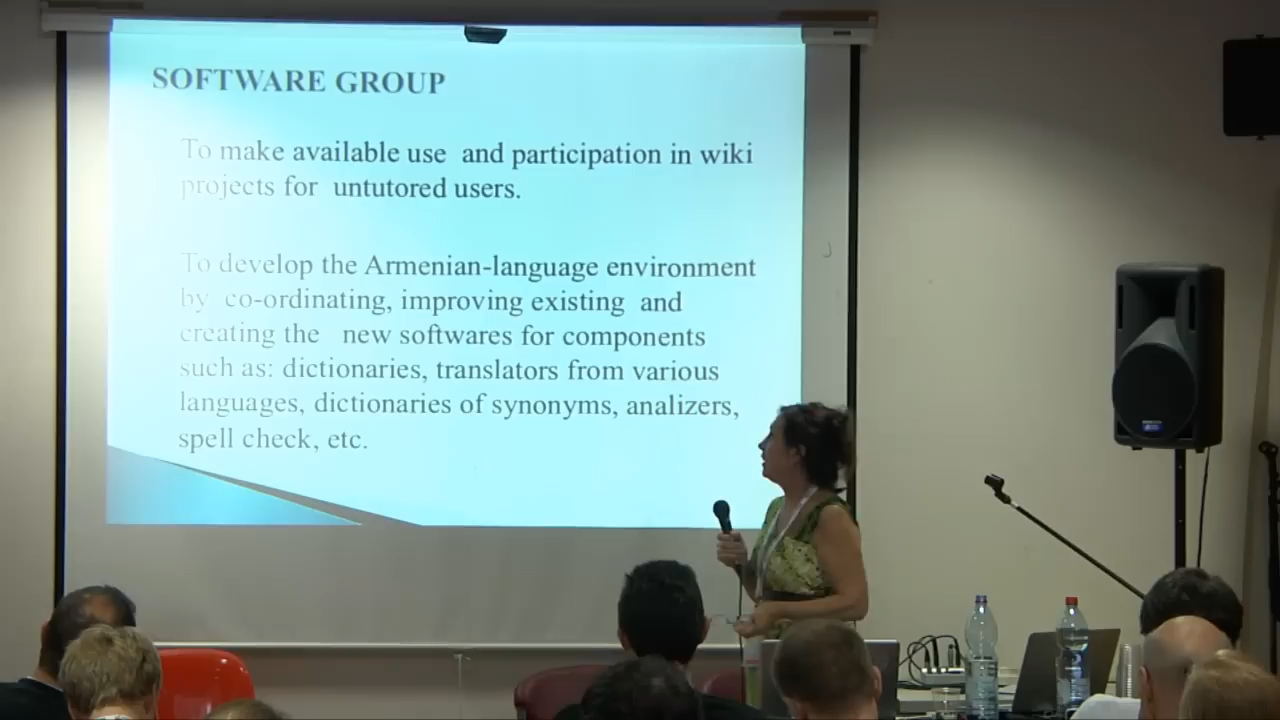 SOFTWARE GROUP
To make available use and participation in wiki
projects for untutored users.
To develop the Armenian-language environment
by co-ordinating, improving existing and
creating the new softwares for components
such as: dictionaries, translators from various
languages, dictionaries of synonyms, analizers,
spell check, etc.